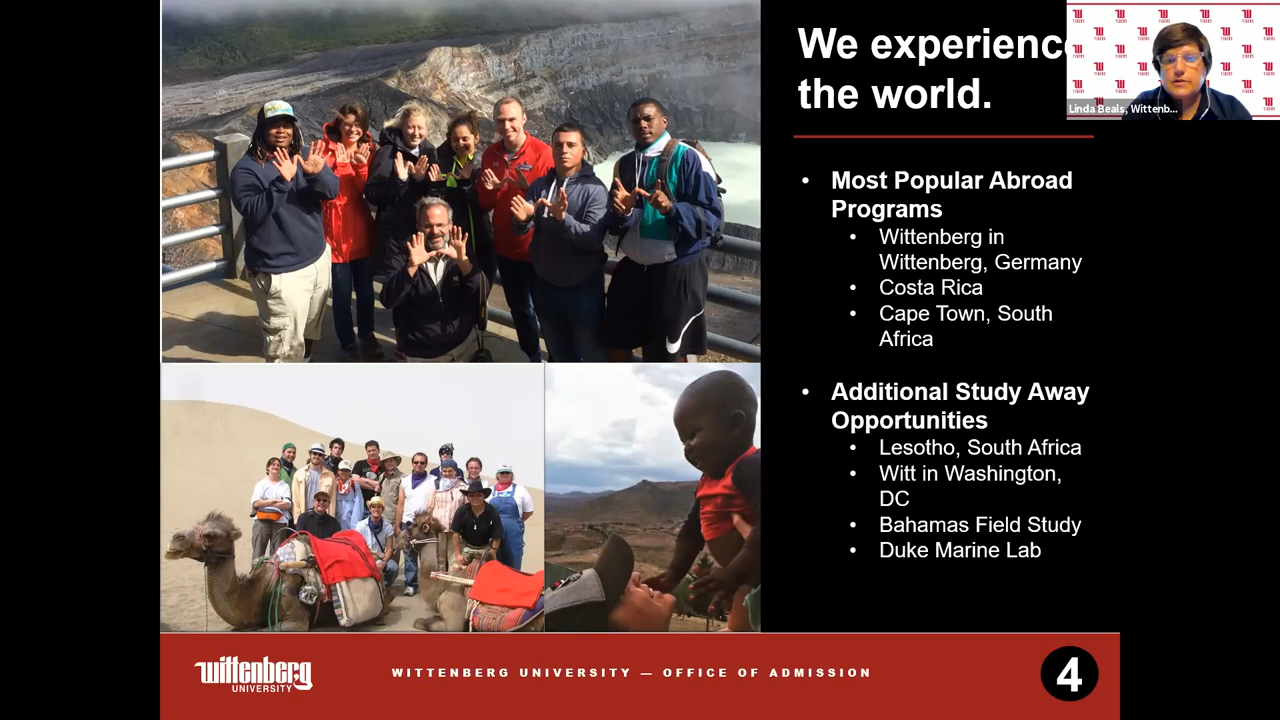 We experienc
the world.
Linda Beals, Wittenb...
• Most Popular Abroad
Programs
• Wittenberg in
Wittenberg, Germany
• Costa Rica
• Cape Town, South
Africa
• Additional Study Away
Opportunities
• Lesotho, South Africa
• Witt in Washington,
DC
• Bahamas Field Study
• Duke Marine Lab
wittenberg
UNIVERSITY
WITTENBERG UNIVERSITY — OFFICE OF ADMISSION
4